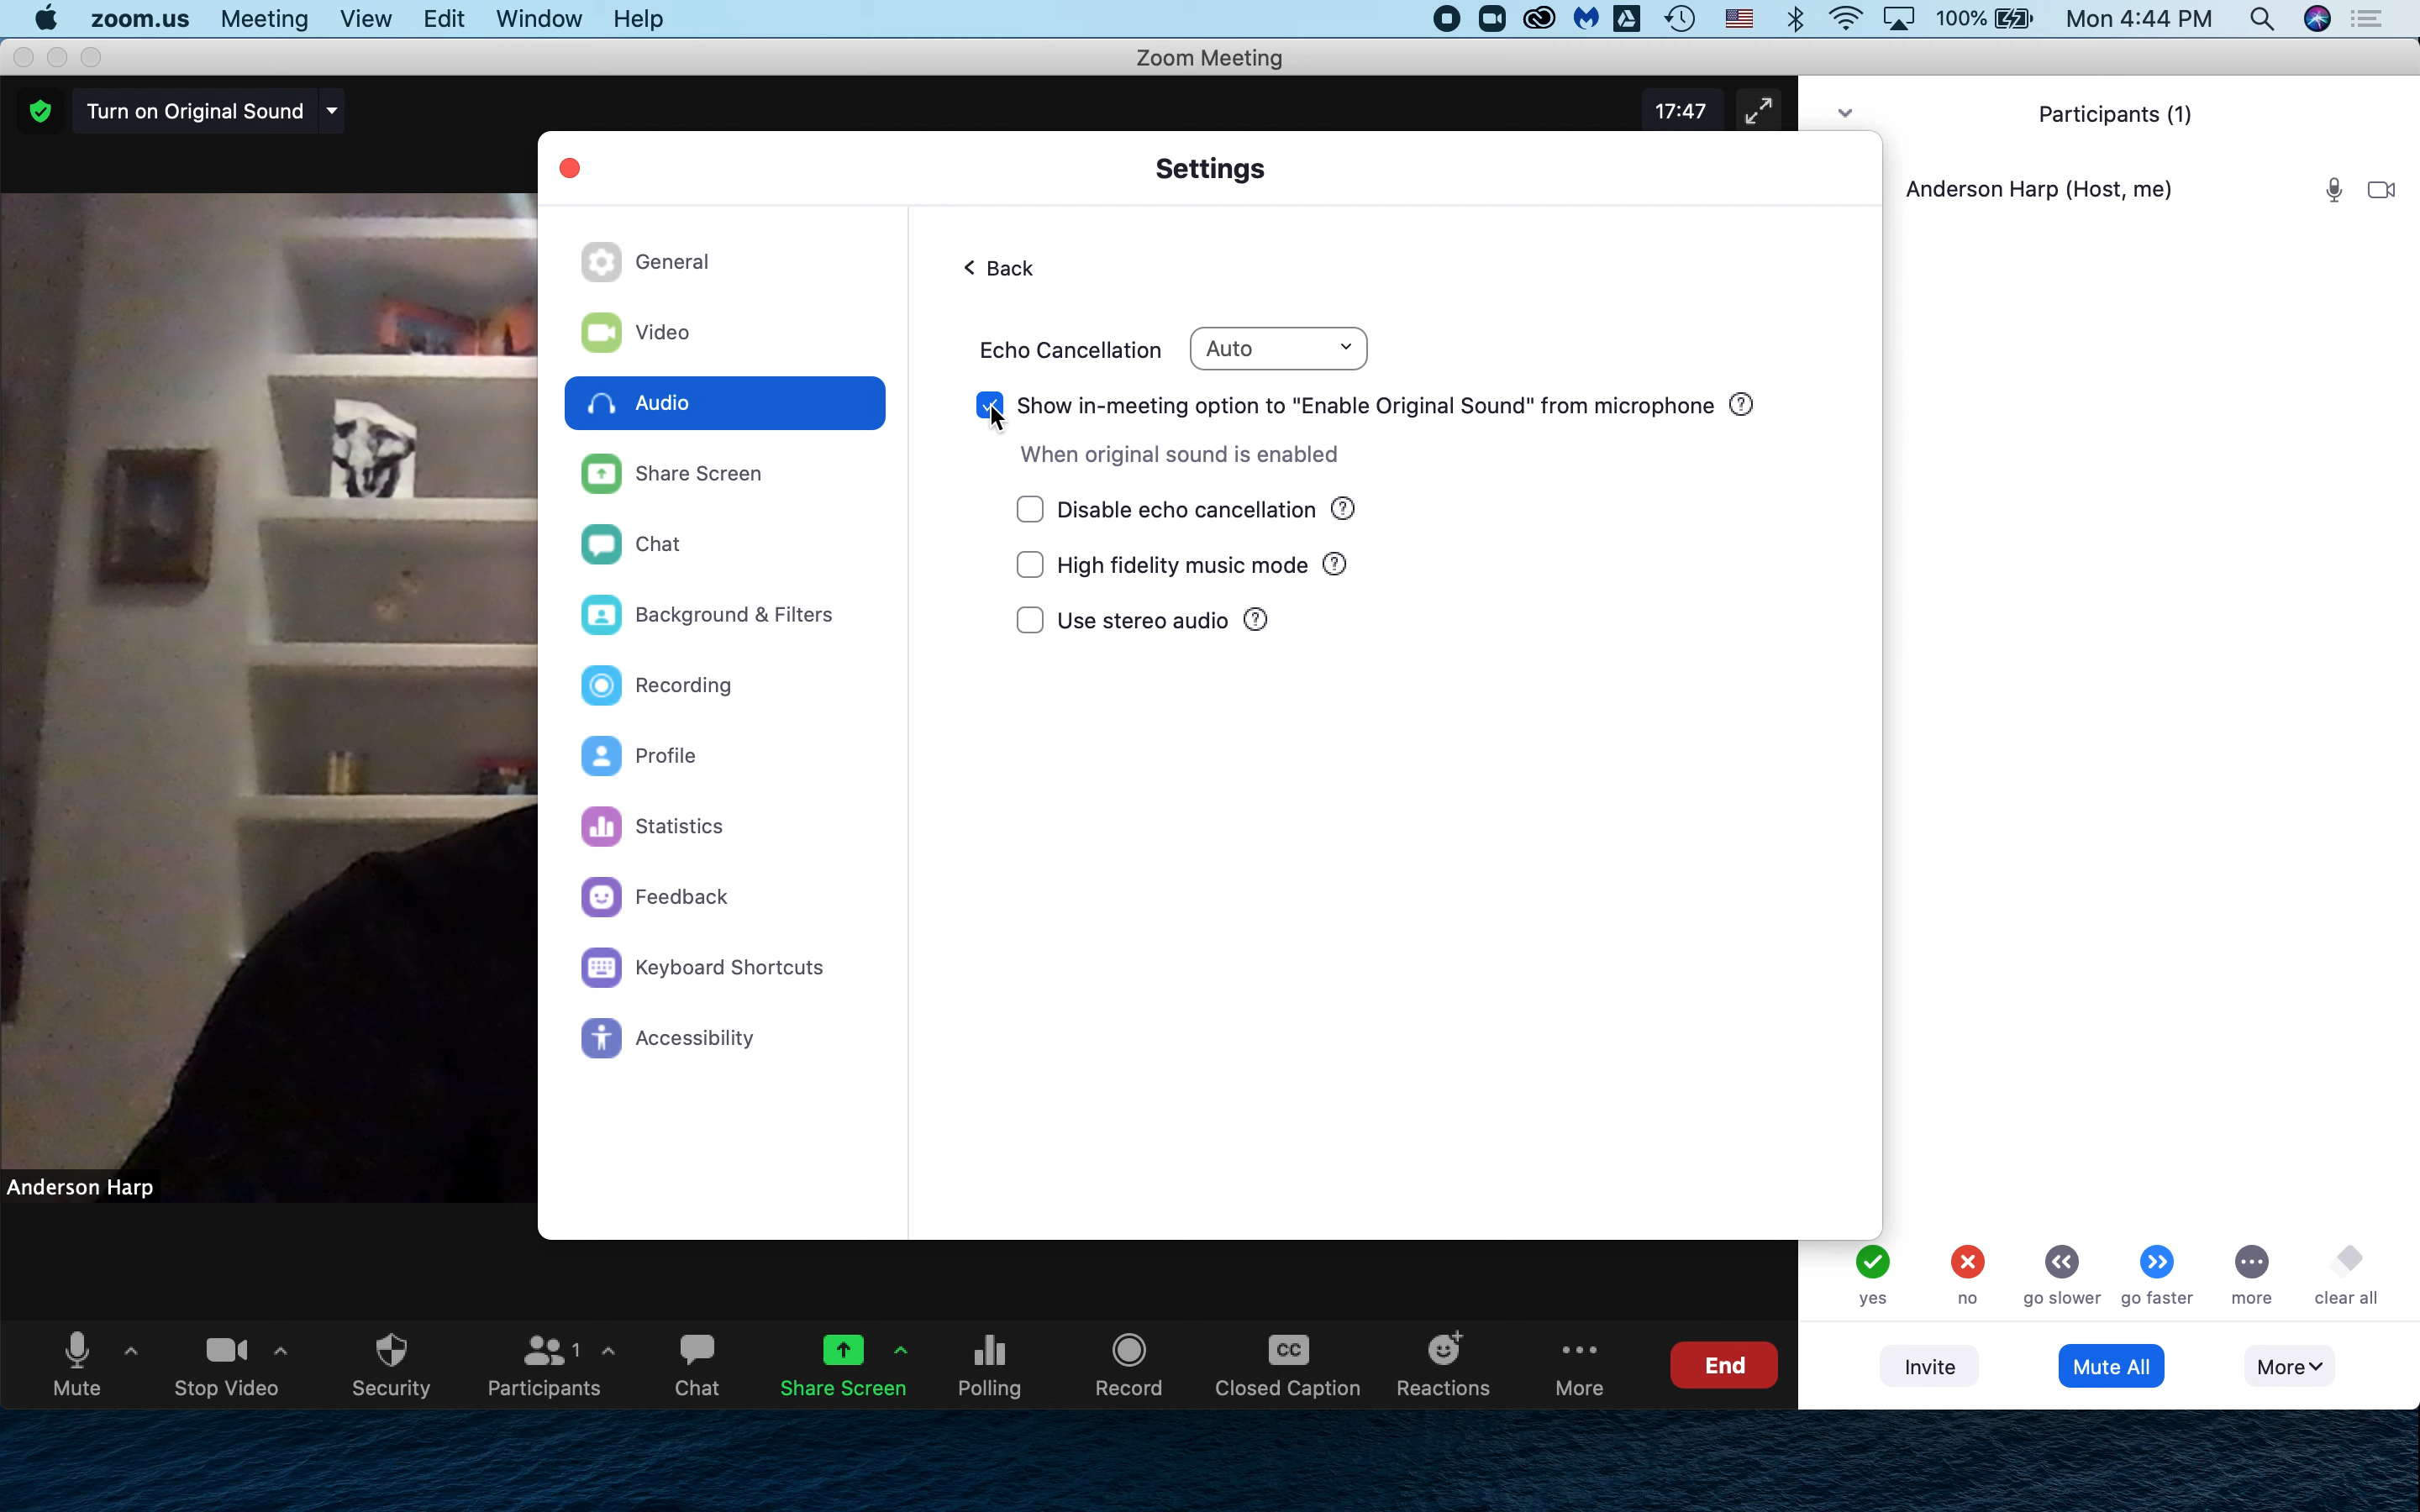 zoom.us Meeting View Edit Window Help 100% Mon 4:44 PM
Zoom Meeting
Turn on Original Sound 17:47
Participants (1)
Settings
Anderson Harp (Host, me)
General
Video
Audio
Share Screen
Chat
Background & Filters
Recording
Profile
Statistics
Feedback
Keyboard Shortcuts
Accessibility
Back
Echo Cancellation Auto
Show in-meeting option to "Enable Original Sound" from microphone ?
When original sound is enabled
Disable echo cancellation ?
High fidelity music mode ?
Use stereo audio ?
Anderson Harp
yes no go slower go faster more clear all
1
CC
Mute Stop Video Security Participants Chat Share Screen Polling Record Closed Caption Reactions More End
Invite Mute All More